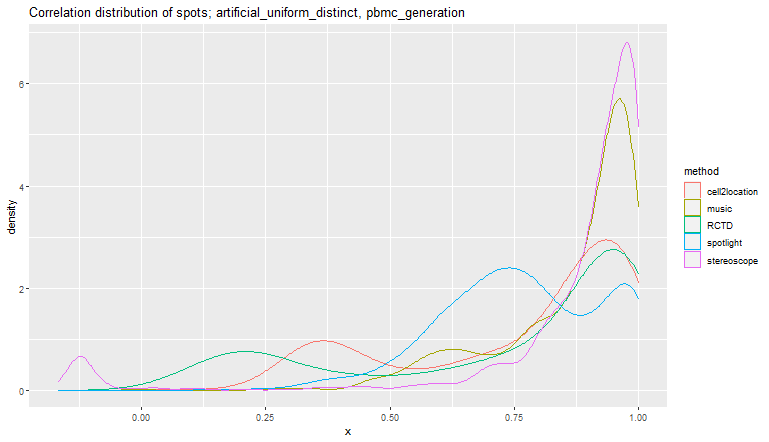 Correlation distribution of spots; artificial_uniform_distinct, pbmc_generation
6
4
2
0
density
0.00 0.25 0.50 0.75 1.00
x
method
cell2location
music
RCTD
spotlight
stereoscope